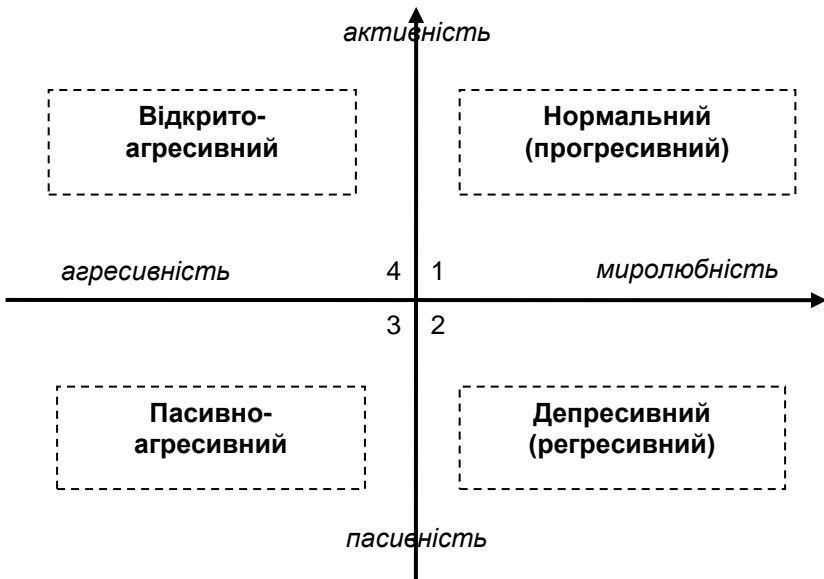 активність
Відкрито-
агресивний
Нормальний
(прогресивний)
агресивність
4
1
миролюбність
3
2
Пасивно-
агресивний
Депресивний
(регресивний)
пасивність